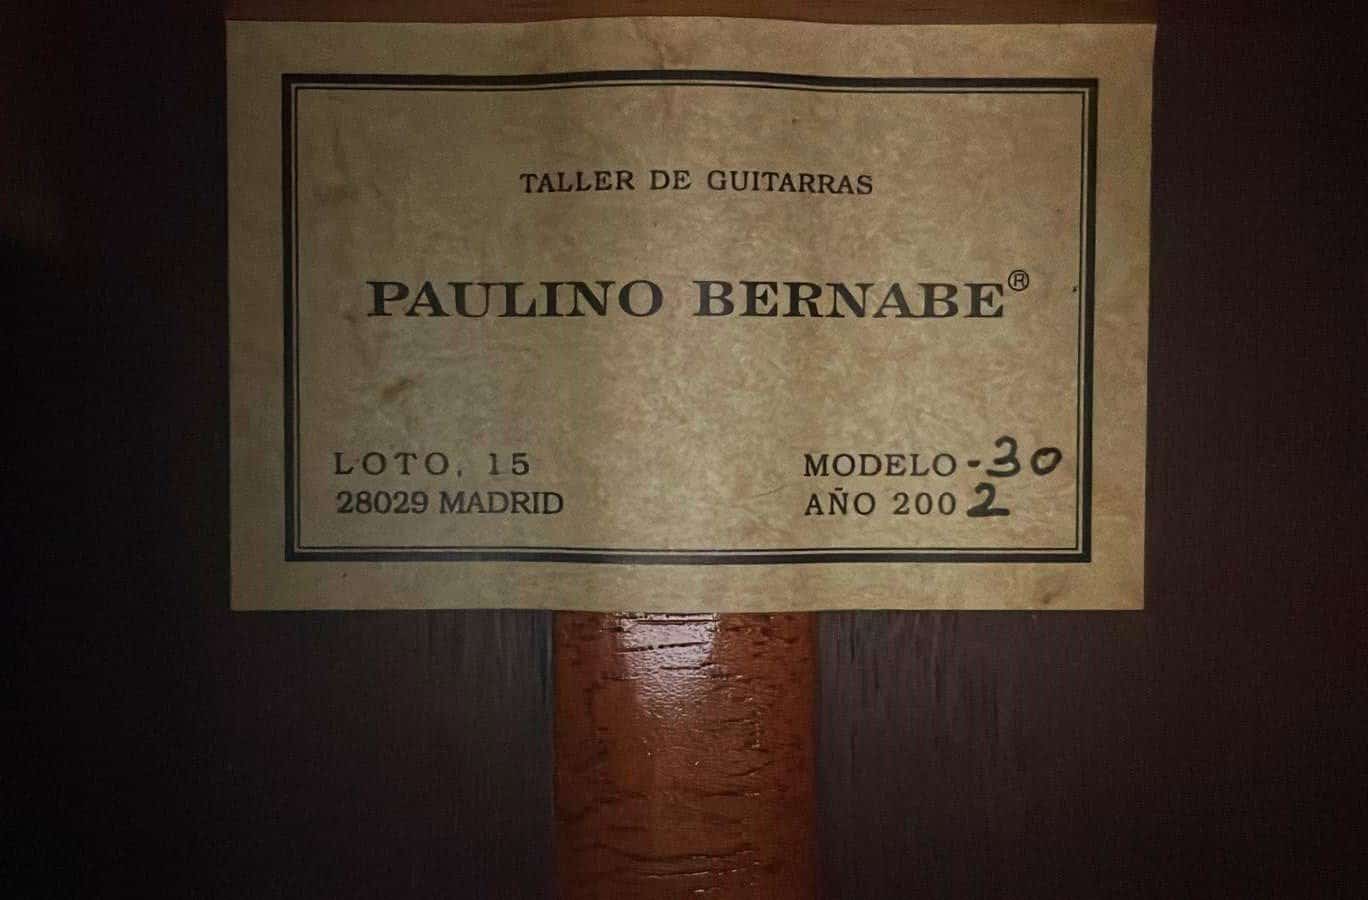 TALLER DE GUITARRAS
PAULINO BERNABE®
LOTO, 15
28029 MADRID
MODELO -30
AÑO 2002